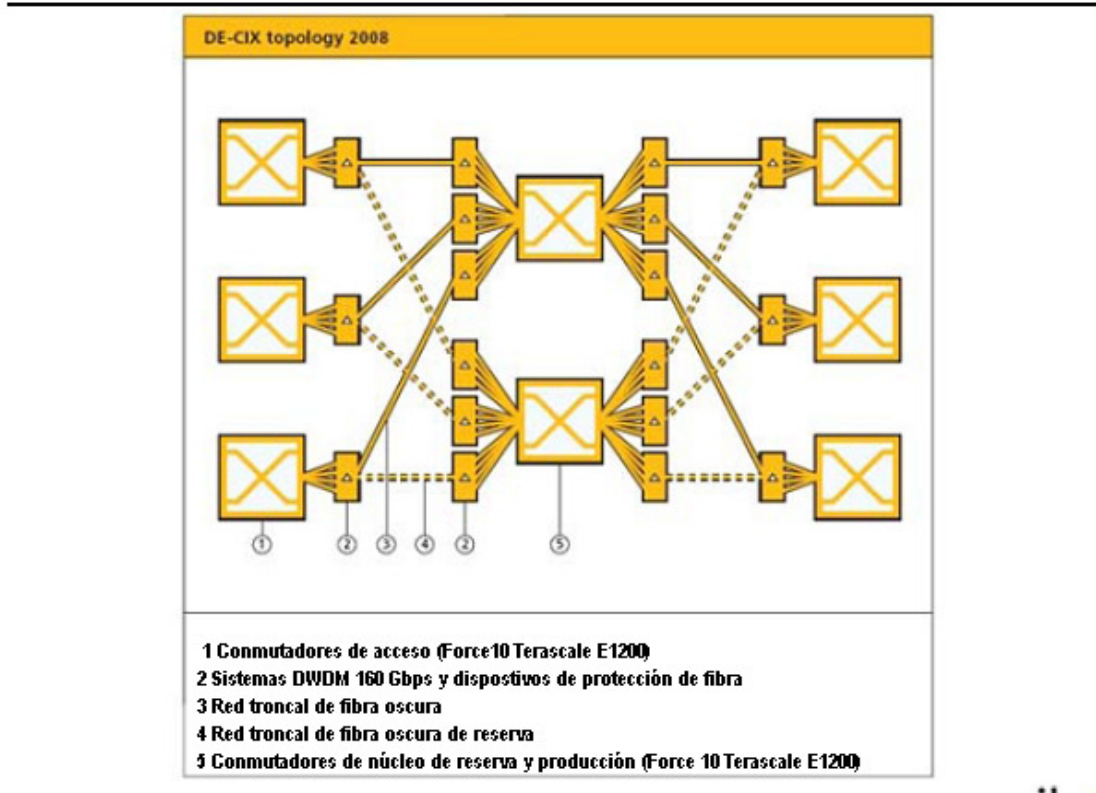 DE-CIX topology 2008
1 2 3 4 2 5
1 Conmutadores de acceso (Force10 Terascale E1200)
2 Sistemas DWDM 160 Gbps y dispostivos de protección de fibra
3 Red troncal de fibra oscura
4 Red troncal de fibra oscura de reserva
5 Conmutadores de núcleo de reserva y producción (Force 10 Terascale E1200)